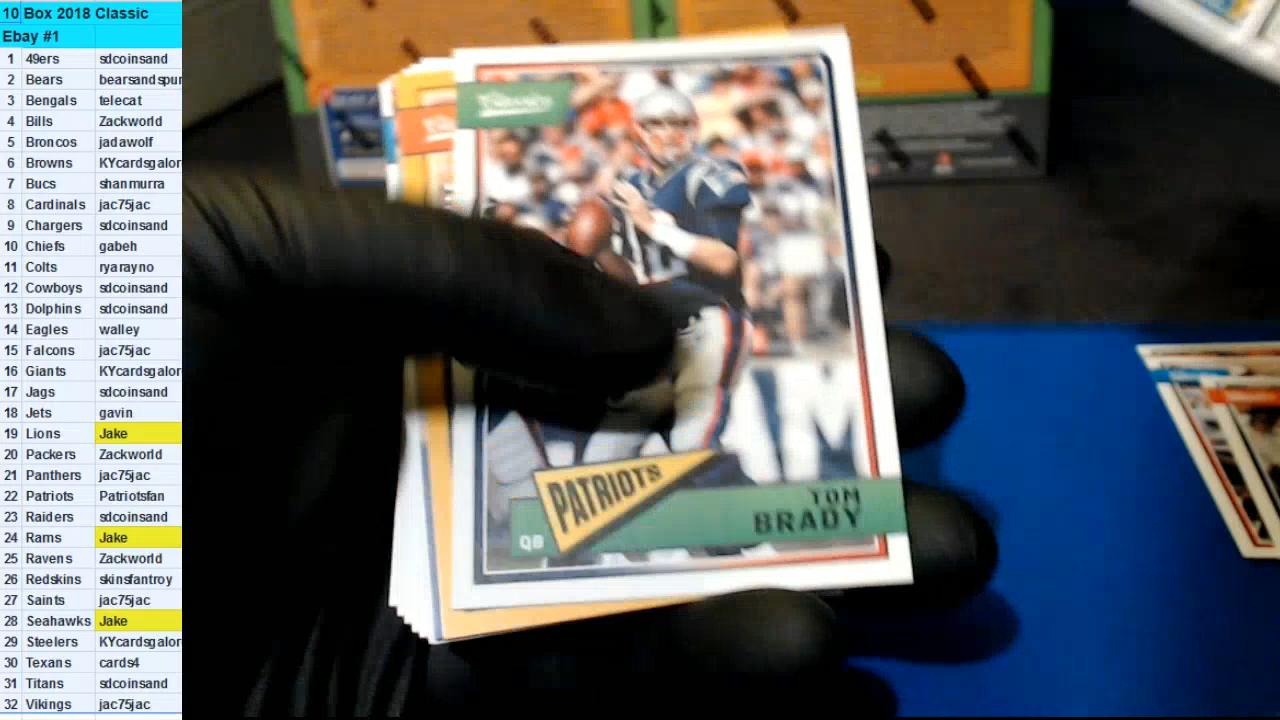 10 Box 2018 Classic
Ebay #1
1 49ers sdcoinsand
2 Bears bearsandspur
3 Bengals telecat
4 Bills Zackworld
5 Broncos jadawolf
6 Browns KYcardsgalor
7 Bucs shanmurra
8 Cardinals jac75jac
9 Chargers sdcoinsand
10 Chiefs gabeh
11 Colts ryarayno
12 Cowboys sdcoinsand
13 Dolphins sdcoinsand
14 Eagles walley
15 Falcons jac75jac
16 Giants KYcardsgalor
17 Jags sdcoinsand
18 Jets gavin
19 Lions Jake
20 Packers Zackworld
21 Panthers jac75jac
22 Patriots Patriotsfan
23 Raiders sdcoinsand
24 Rams Jake
25 Ravens Zackworld
26 Redskins skinsfantroy
27 Saints jac75jac
28 Seahawks Jake
29 Steelers KYcardsgalor
30 Texans cards4
31 Titans sdcoinsand
32 Vikings jac75jac
PATRIOTS
TOM
BRADY
QB